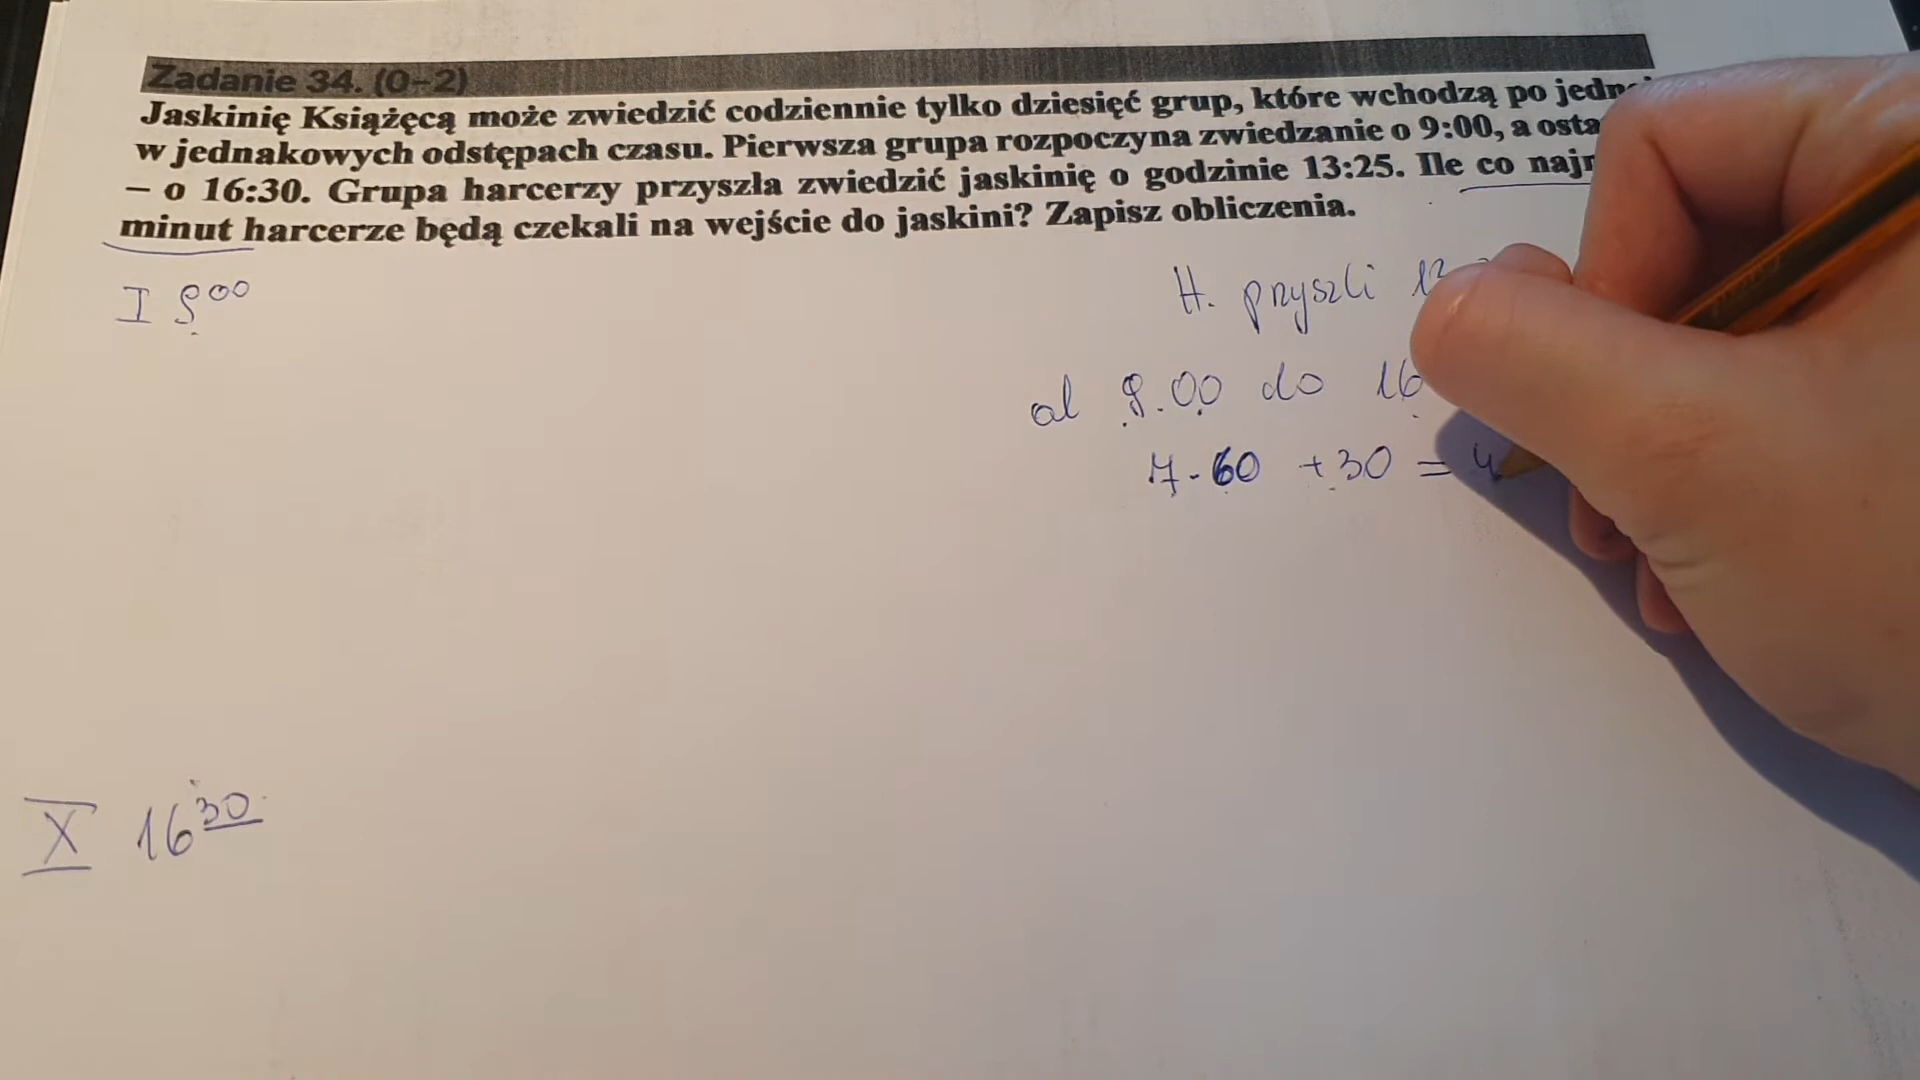 Zadanie 34. (0–2)
Jaskinię Książęcą może zwiedzić codziennie tylko dziesięć grup, które wchodzą po
w jednakowych odstępach czasu. Pierwsza grupa rozpoczyna zwiedzanie o 9:00, a
– o 16:30. Grupa harcerzy przyszła zwiedzić jaskinię o godzinie 13:25. Ile co
minut harcerze będą czekali na wejście do jaskini? Zapisz obliczenia.
I 9⁰⁰
H. przyszli
od 9.00 do 16
7·60 +30 =
X 16³⁰